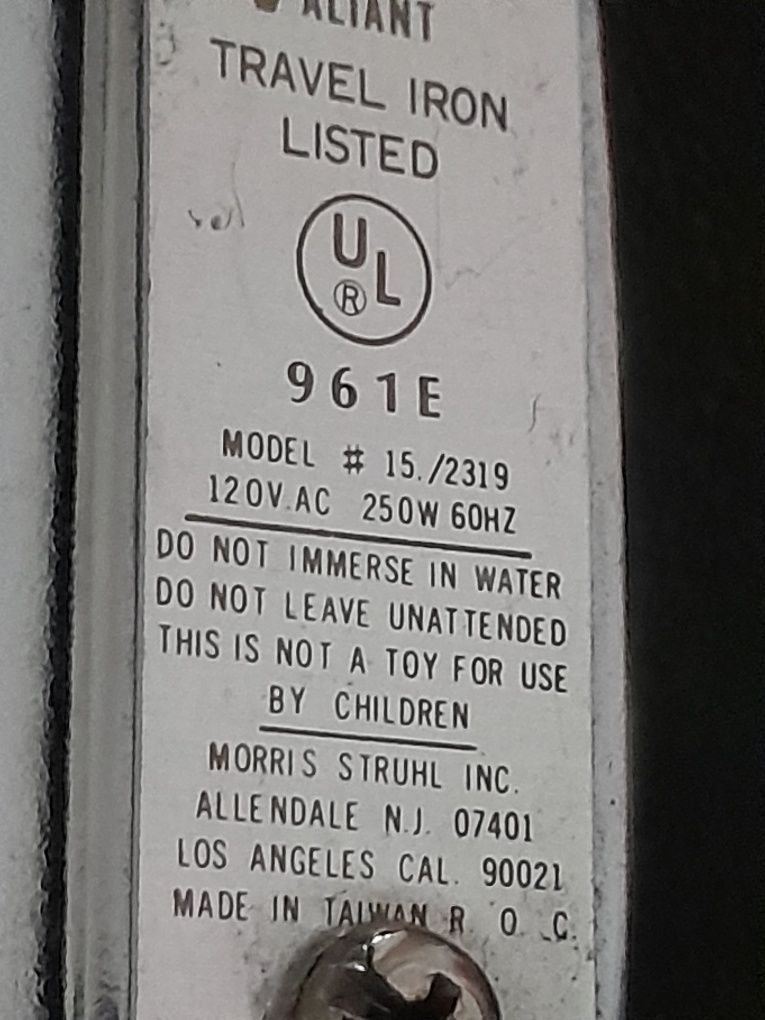 ALIANT
TRAVEL IRON
LISTED
UL
®
961E
MODEL # 15./2319
120V.AC 250W 60HZ
DO NOT IMMERSE IN WATER
DO NOT LEAVE UNATTENDED
THIS IS NOT A TOY FOR USE
BY CHILDREN
MORRIS STRUHL INC.
ALLENDALE N.J. 07401
LOS ANGELES CAL. 90021
MADE IN TAIWAN R O. C.